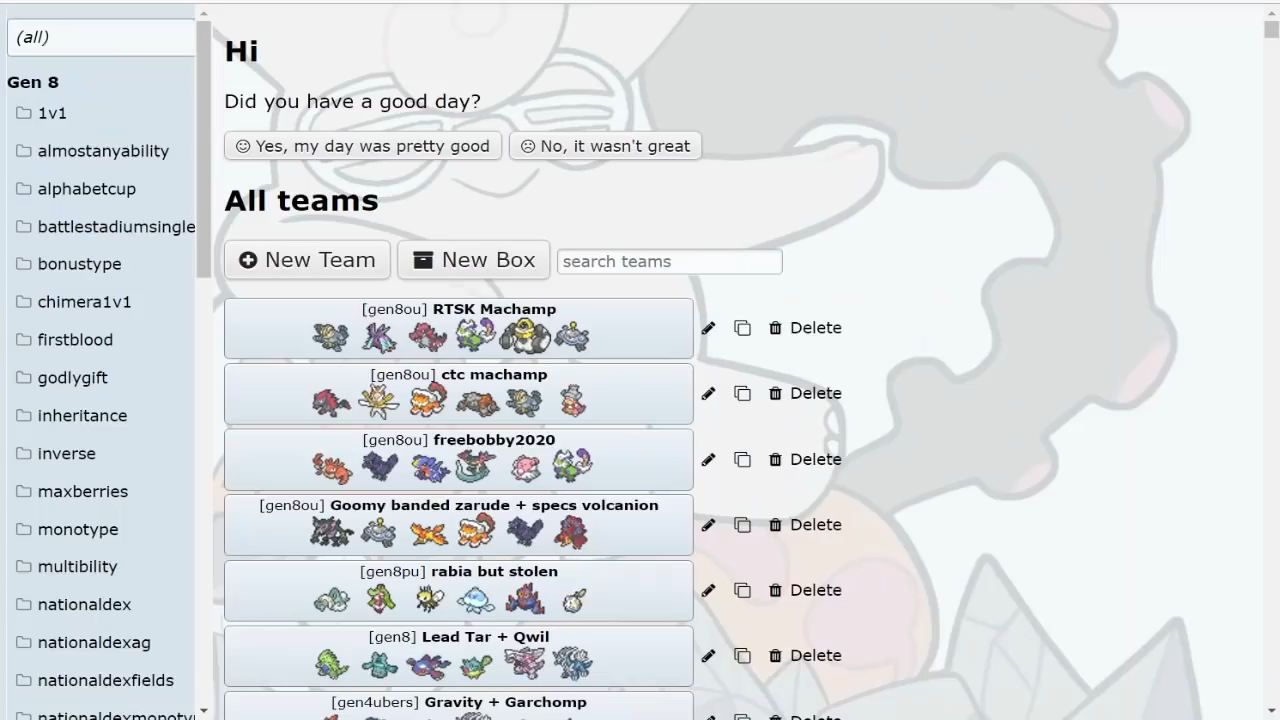 (all)
Gen 8
1v1
almostanyability
alphabetcup
battlestadiumsingle
bonustype
chimera1v1
firstblood
godlygift
inheritance
inverse
maxberries
monotype
multibility
nationaldex
nationaldexag
nationaldexfields
nationaldexmonoty
Hi
Did you have a good day?
Yes, my day was pretty good
No, it wasn't great
All teams
New Team
New Box
search teams
[gen8ou] RTSK Machamp
Delete
[gen8ou] ctc machamp
Delete
[gen8ou] freebobby2020
Delete
[gen8ou] Goomy banded zarude + specs volcanion
Delete
[gen8pu] rabia but stolen
Delete
[gen8] Lead Tar + Qwil
Delete
[gen4ubers] Gravity + Garchomp
Delete